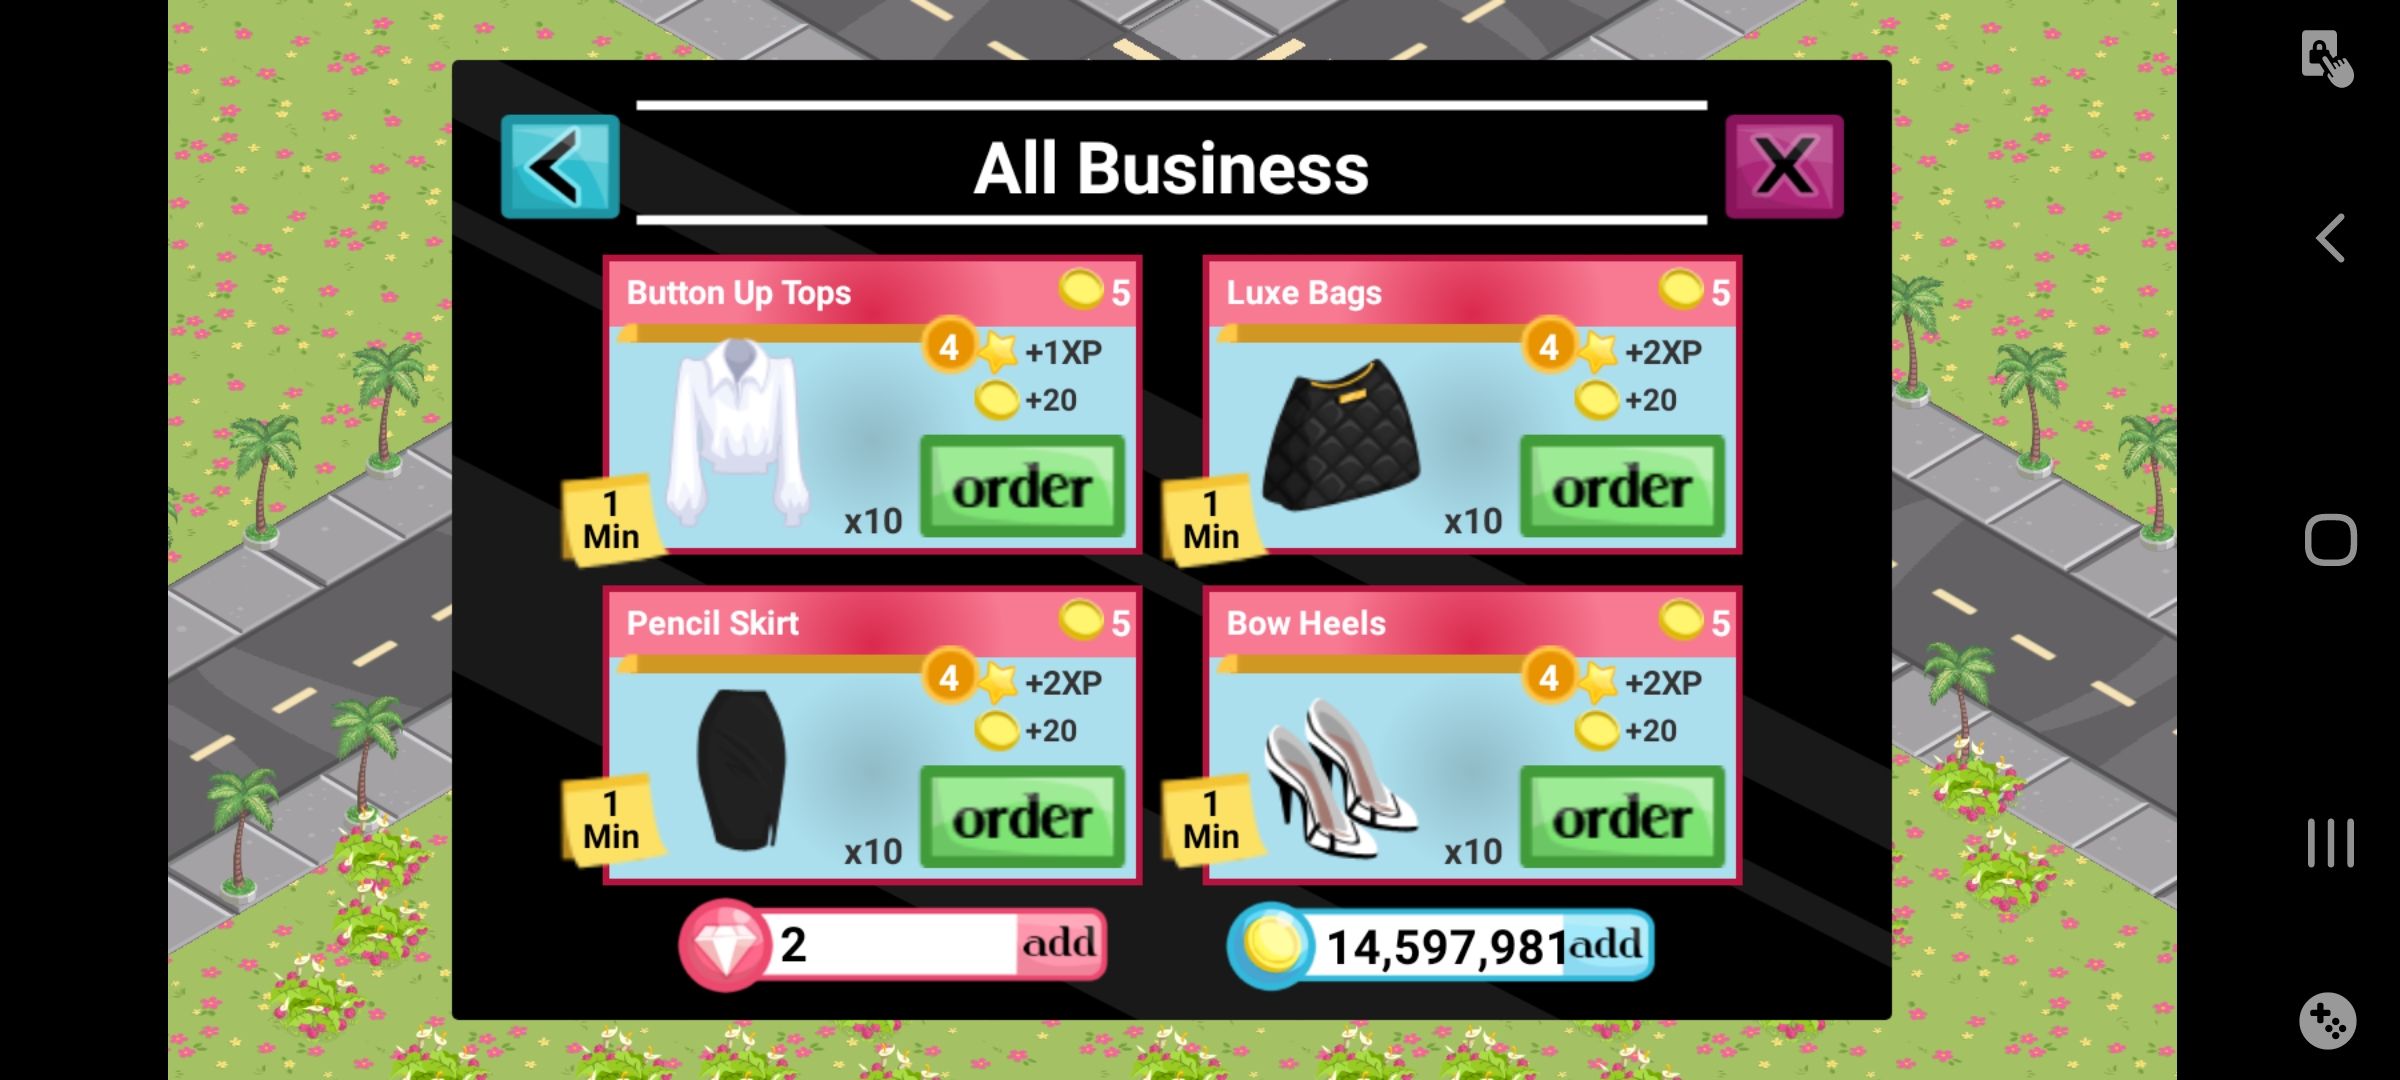 All Business
Button Up Tops
5
4
+1XP
+20
order
x10
1
Min
Luxe Bags
5
4
+2XP
+20
order
x10
1
Min
Pencil Skirt
5
4
+2XP
+20
order
x10
1
Min
Bow Heels
5
4
+2XP
+20
order
x10
1
Min
2
add
14,597,981
add